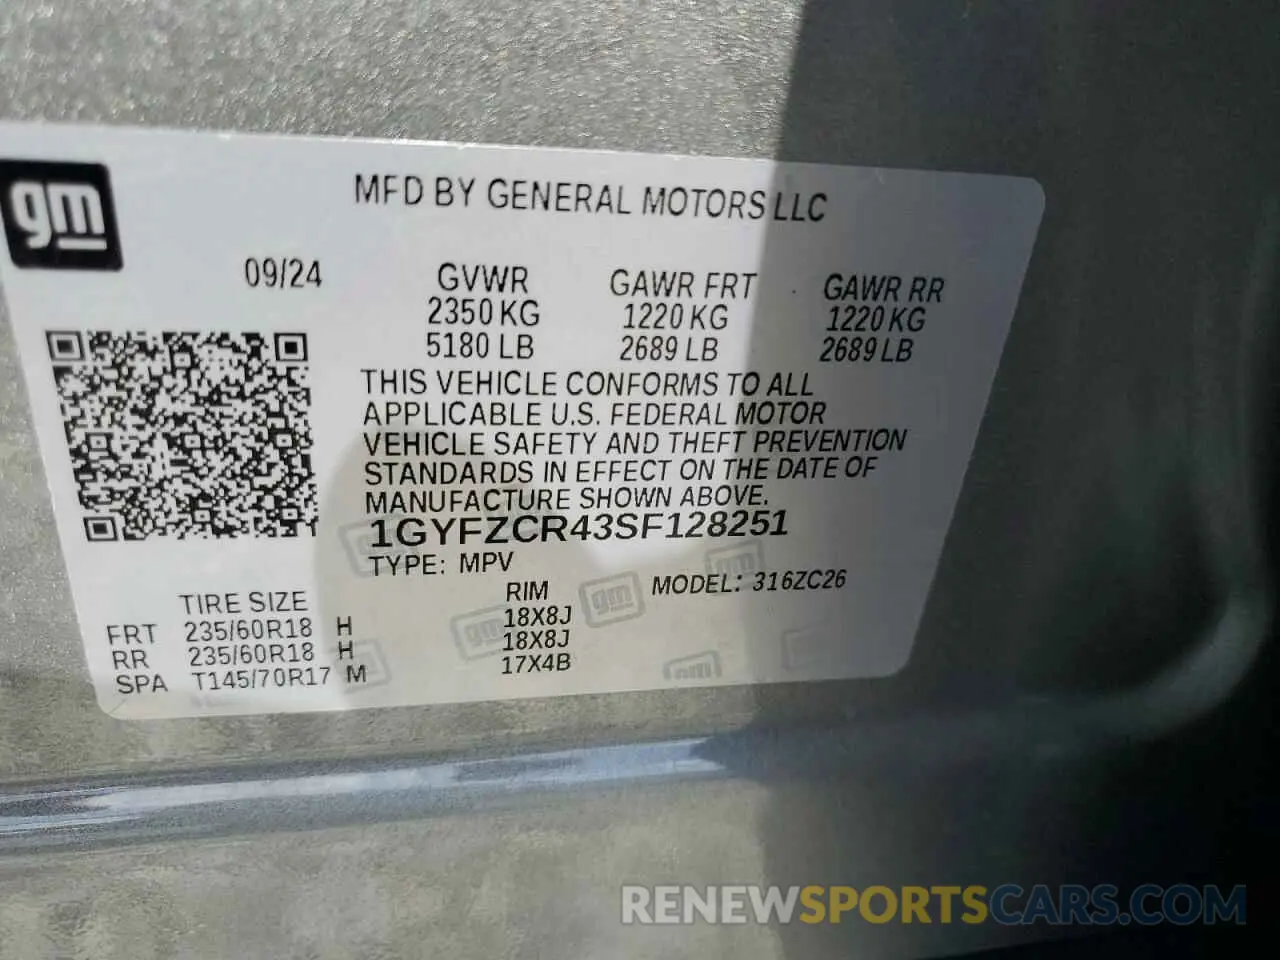 gm
MFD BY GENERAL MOTORS LLC
09/24
GVWR GAWR FRT GAWR RR
2350 KG 1220 KG 1220 KG
5180 LB 2689 LB 2689 LB
THIS VEHICLE CONFORMS TO ALL
APPLICABLE U.S. FEDERAL MOTOR
VEHICLE SAFETY AND THEFT PREVENTION
STANDARDS IN EFFECT ON THE DATE OF
MANUFACTURE SHOWN ABOVE.
1GYFZCR43SF128251
TYPE: MPV
MODEL: 316ZC26
TIRE SIZE RIM
FRT 235/60R18 H 18X8J
RR 235/60R18 H 18X8J
SPA T145/70R17 M 17X4B
gm
gm
gm
RENEWSPORTSCARS.COM